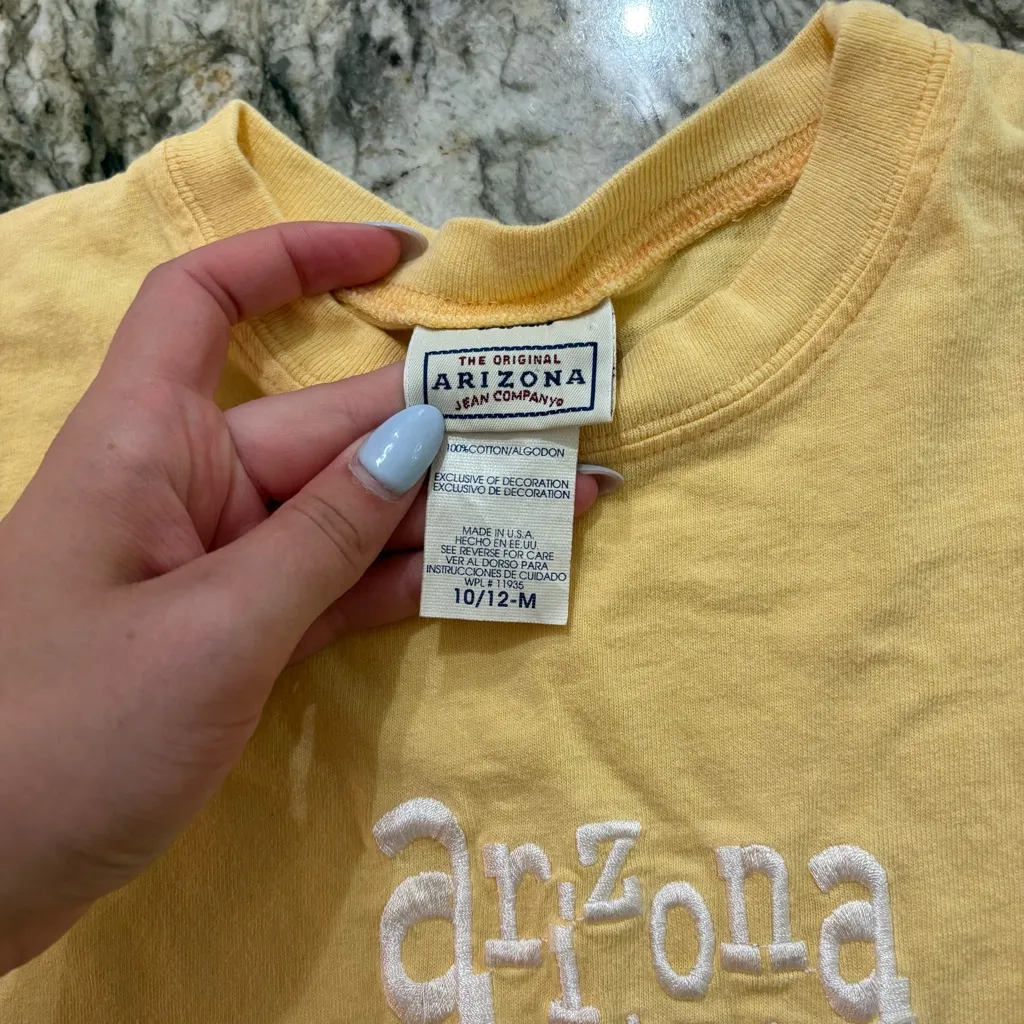 THE ORIGINAL
ARIZONA
JEAN COMPANY®
100%COTTON/ALGODON
EXCLUSIVE OF DECORATION
EXCLUSIVO DE DECORATION
MADE IN U.S.A.
HECHO EN EE.UU.
SEE REVERSE FOR CARE
VER AL DORSO PARA
INSTRUCCIONES DE CUIDADO
WPL # 11935
10/12-M
arizona